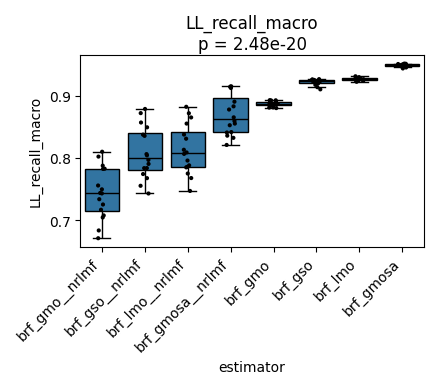 LL_recall_macro
p = 2.48e-20
LL_recall_macro
0.9
0.8
0.7
brf_gmo__nrlmf
brf_gso__nrlmf
brf_lmo__nrlmf
brf_gmosa__nrlmf
brf_gmo
brf_gso
brf_lmo
brf_gmosa
estimator